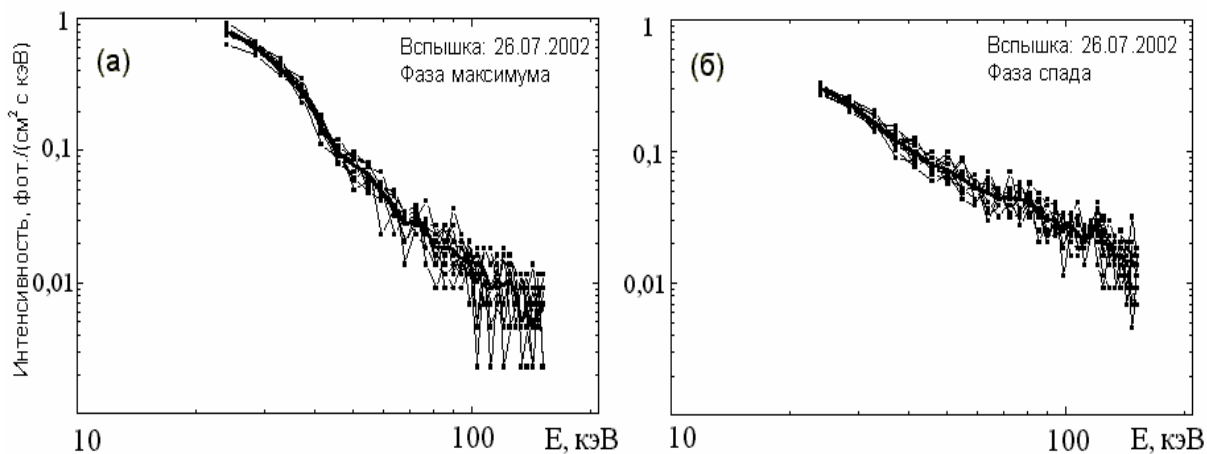 1
(а)
Вспышка: 26.07.2002
Фаза максимума
0,1
0,01
Интенсивность, фот./(см² с кэВ)
10
100
E, кэВ
1
(б)
Вспышка: 26.07.2002
Фаза спада
0,1
0,01
10
100
E, кэВ